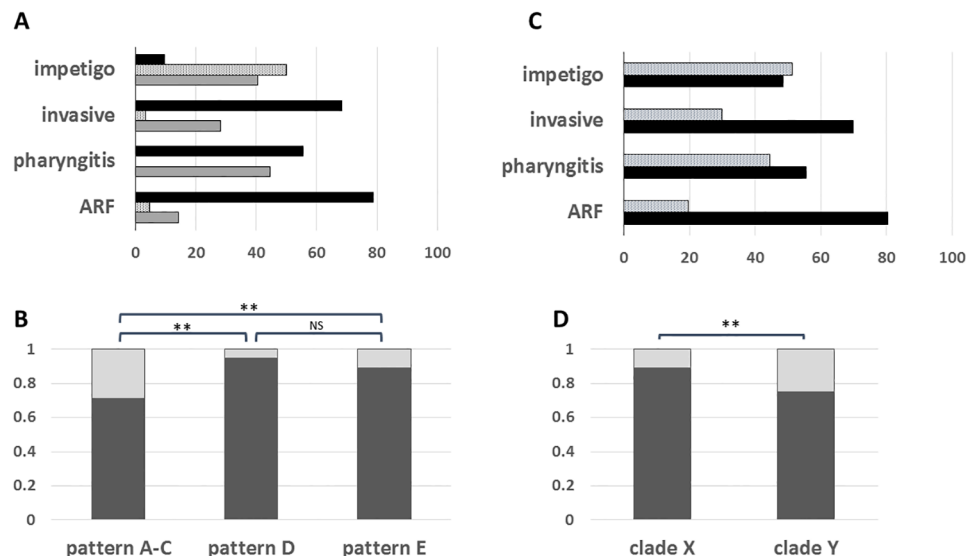 A
impetigo
invasive
pharyngitis
ARF
0 20 40 60 80 100
C
impetigo
invasive
pharyngitis
ARF
0 20 40 60 80 100
B
**
** NS
1
0.8
0.6
0.4
0.2
0
pattern A-C pattern D pattern E
D
**
1
0.8
0.6
0.4
0.2
0
clade X clade Y